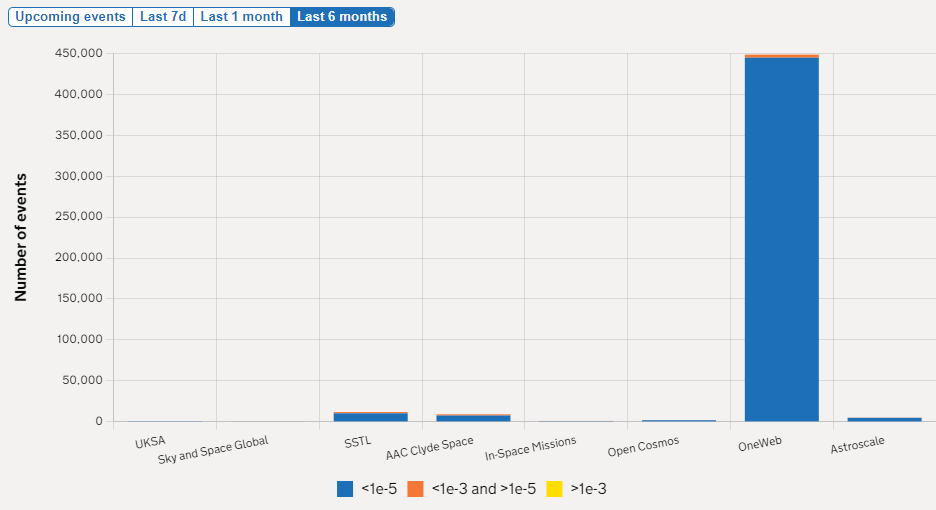 Upcoming events Last 7d Last 1 month Last 6 months
Number of events
450,000
400,000
350,000
300,000
250,000
200,000
150,000
100,000
50,000
0
UKSA Sky and Space Global SSTL AAC Clyde Space In-Space Missions Open Cosmos OneWeb Astroscale
<1e-5 <1e-3 and >1e-5 >1e-3